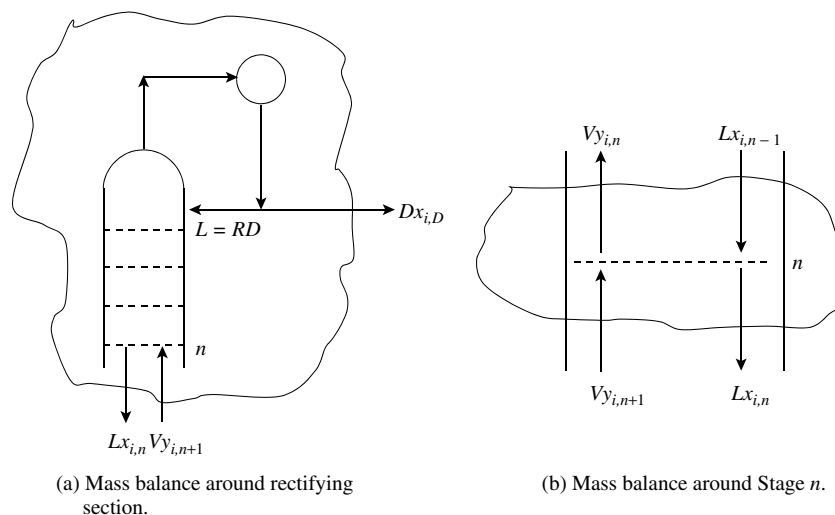 L = RD
Dx_{i,D}
n
Lx_{i,n} Vy_{i,n+1}
(a) Mass balance around rectifying
section.
Vy_{i,n} Lx_{i,n – 1}
n
Vy_{i,n+1} Lx_{i,n}
(b) Mass balance around Stage n.